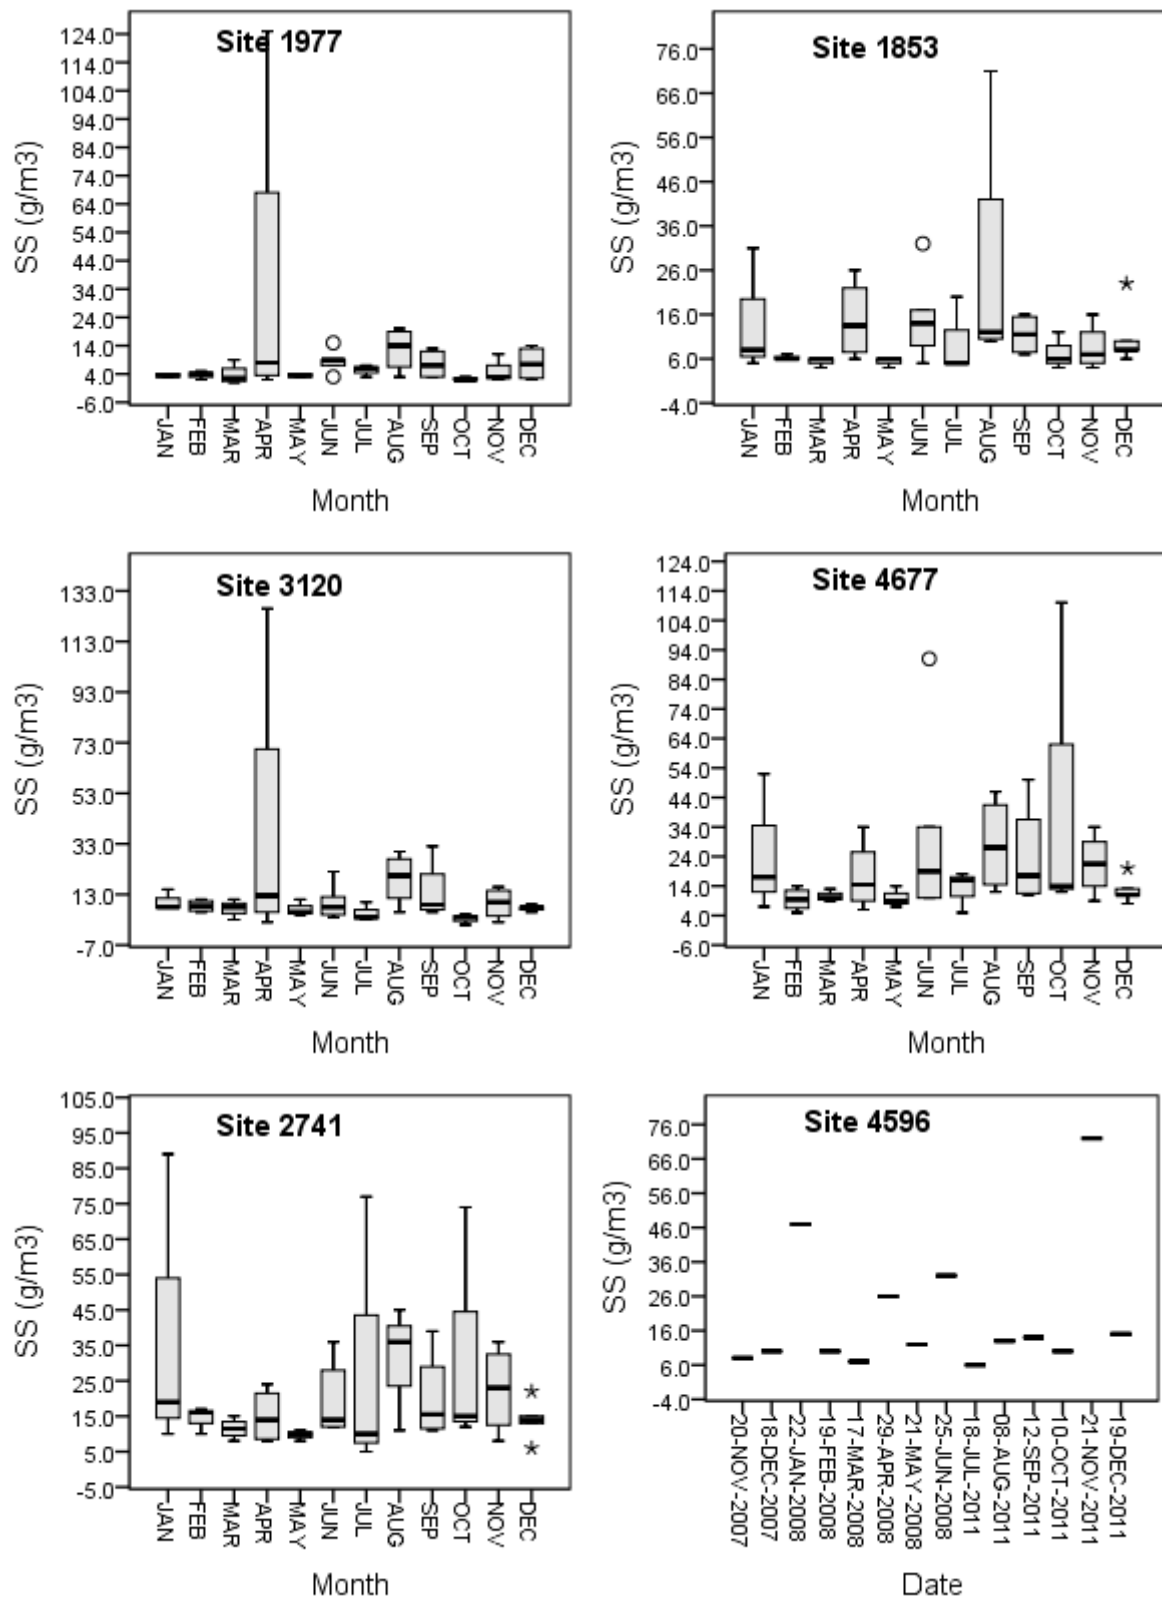 Site 1977
SS (g/m3)
124.0
114.0
104.0
94.0
84.0
74.0
64.0
54.0
44.0
34.0
24.0
14.0
4.0
-6.0
JAN FEB MAR APR MAY JUN JUL AUG SEP OCT NOV DEC
Month
Site 1853
SS (g/m3)
76.0
66.0
56.0
46.0
36.0
26.0
16.0
6.0
-4.0
JAN FEB MAR APR MAY JUN JUL AUG SEP OCT NOV DEC
Month
Site 3120
SS (g/m3)
133.0
113.0
93.0
73.0
53.0
33.0
13.0
-7.0
JAN FEB MAR APR MAY JUN JUL AUG SEP OCT NOV DEC
Month
Site 4677
SS (g/m3)
124.0
114.0
104.0
94.0
84.0
74.0
64.0
54.0
44.0
34.0
24.0
14.0
4.0
-6.0
JAN FEB MAR APR MAY JUN JUL AUG SEP OCT NOV DEC
Month
Site 2741
SS (g/m3)
105.0
95.0
85.0
75.0
65.0
55.0
45.0
35.0
25.0
15.0
5.0
-5.0
JAN FEB MAR APR MAY JUN JUL AUG SEP OCT NOV DEC
Month
Site 4596
SS (g/m3)
76.0
66.0
56.0
46.0
36.0
26.0
16.0
6.0
-4.0
20-NOV-2007
18-DEC-2007
22-JAN-2008
19-FEB-2008
17-MAR-2008
29-APR-2008
21-MAY-2008
25-JUN-2008
18-JUL-2011
08-AUG-2011
12-SEP-2011
10-OCT-2011
21-NOV-2011
19-DEC-2011
Date